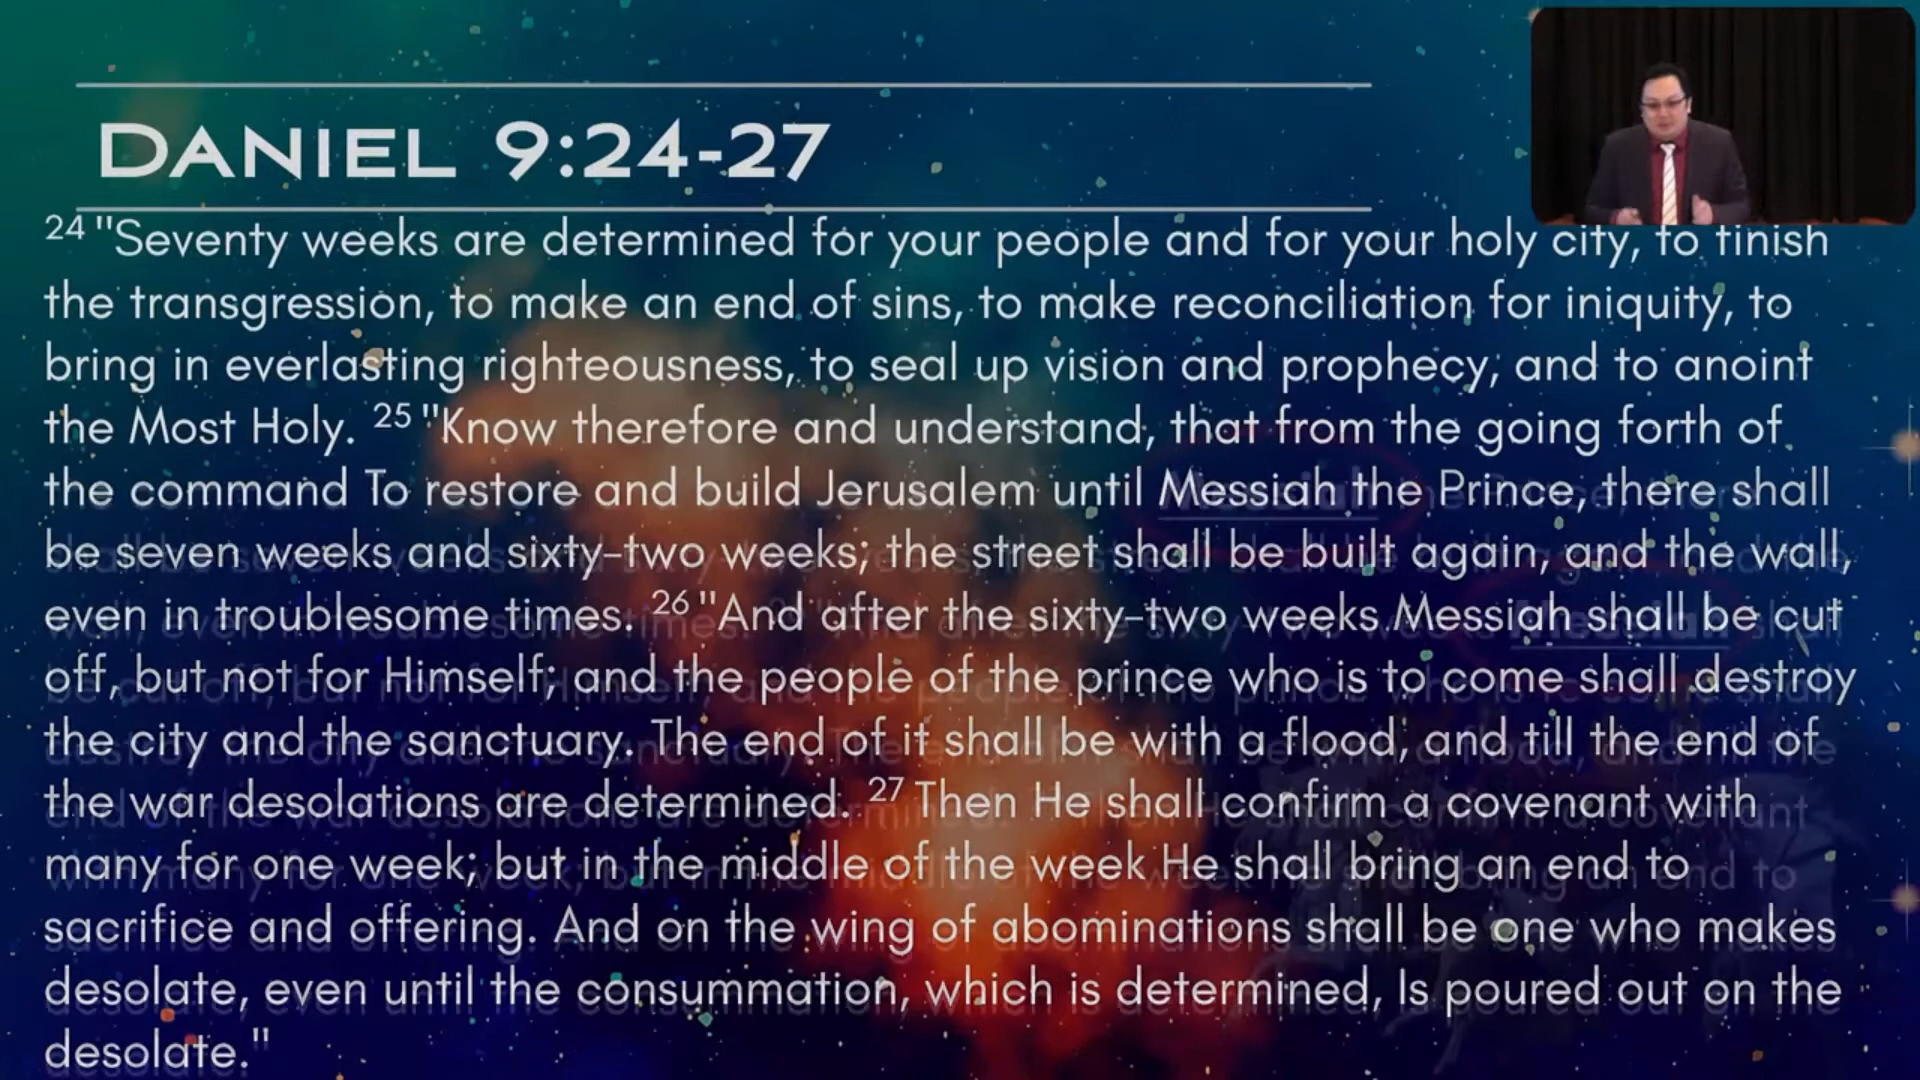 DANIEL 9:24-27
24 "Seventy weeks are determined for your people and for your holy city, to finish
the transgression, to make an end of sins, to make reconciliation for iniquity, to
bring in everlasting righteousness, to seal up vision and prophecy, and to anoint
the Most Holy. 25 "Know therefore and understand, that from the going forth of
the command To restore and build Jerusalem until Messiah the Prince, there shall
be seven weeks and sixty-two weeks; the street shall be built again, and the wall,
even in troublesome times. 26 "And after the sixty-two weeks Messiah shall be cut
off, but not for Himself; and the people of the prince who is to come shall destroy
the city and the sanctuary. The end of it shall be with a flood, and till the end of
the war desolations are determined. 27 Then He shall confirm a covenant with
many for one week; but in the middle of the week He shall bring an end to
sacrifice and offering. And on the wing of abominations shall be one who makes
desolate, even until the consummation, which is determined, Is poured out on the
desolate."